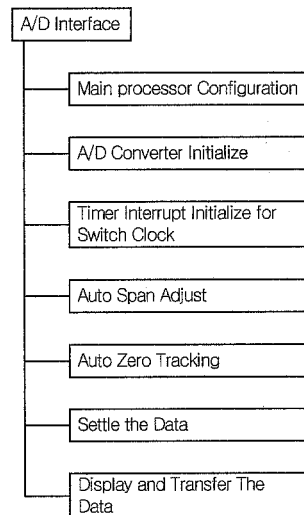 A/D Interface
Main processor Configuration
A/D Converter Initialize
Timer Interrupt Initialize for
Switch Clock
Auto Span Adjust
Auto Zero Tracking
Settle the Data
Display and Transfer The
Data